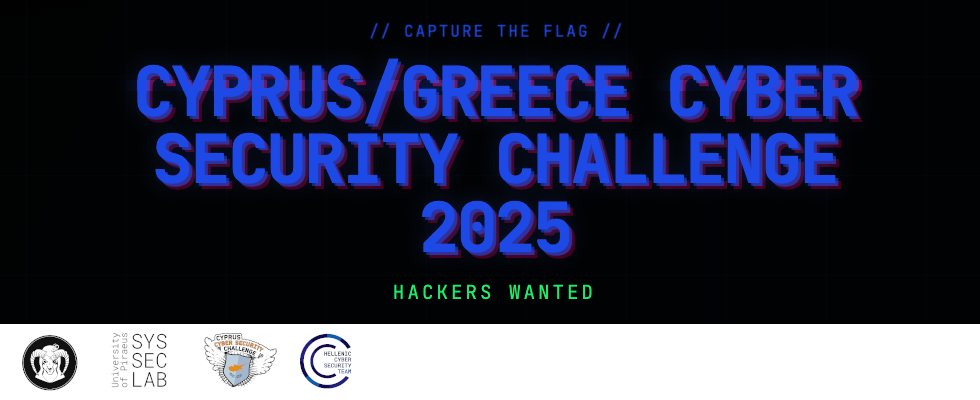 // CAPTURE THE FLAG //
CYPRUS/GREECE CYBER
SECURITY CHALLENGE
2025
HACKERS WANTED
University
of Piraeus
SYS
SEC
LAB
CYPRUS
CYBER SECURITY
CHALLENGE
HELLENIC
CYBER
SECURITY
TEAM